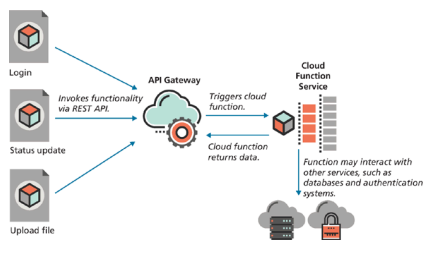 Login
Status update
Upload file
Invokes functionality
via REST API.
API Gateway
Triggers cloud
function.
Cloud function
returns data.
Cloud
Function
Service
Function may interact with
other services, such as
databases and authentication
systems.